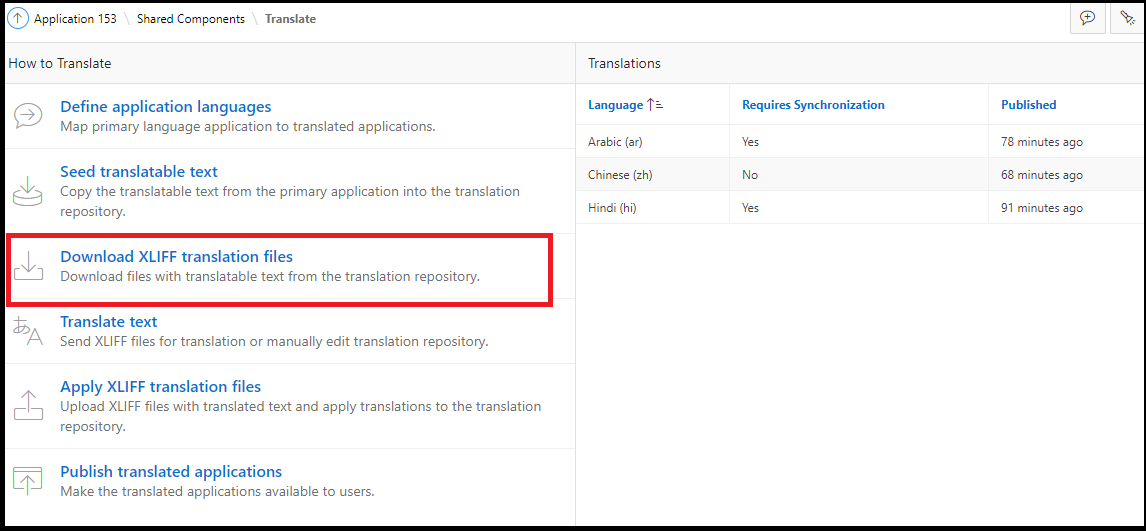 Application 153 \ Shared Components \ Translate
How to Translate
Define application languages
Map primary language application to translated applications.
Seed translatable text
Copy the translatable text from the primary application into the translation
repository.
Download XLIFF translation files
Download files with translatable text from the translation repository.
あA
Translate text
Send XLIFF files for translation or manually edit translation repository.
Apply XLIFF translation files
Upload XLIFF files with translated text and apply translations to the translation
repository.
Publish translated applications
Make the translated applications available to users.
Translations
Language Requires Synchronization Published
Arabic (ar) Yes 78 minutes ago
Chinese (zh) No 68 minutes ago
Hindi (hi) Yes 91 minutes ago